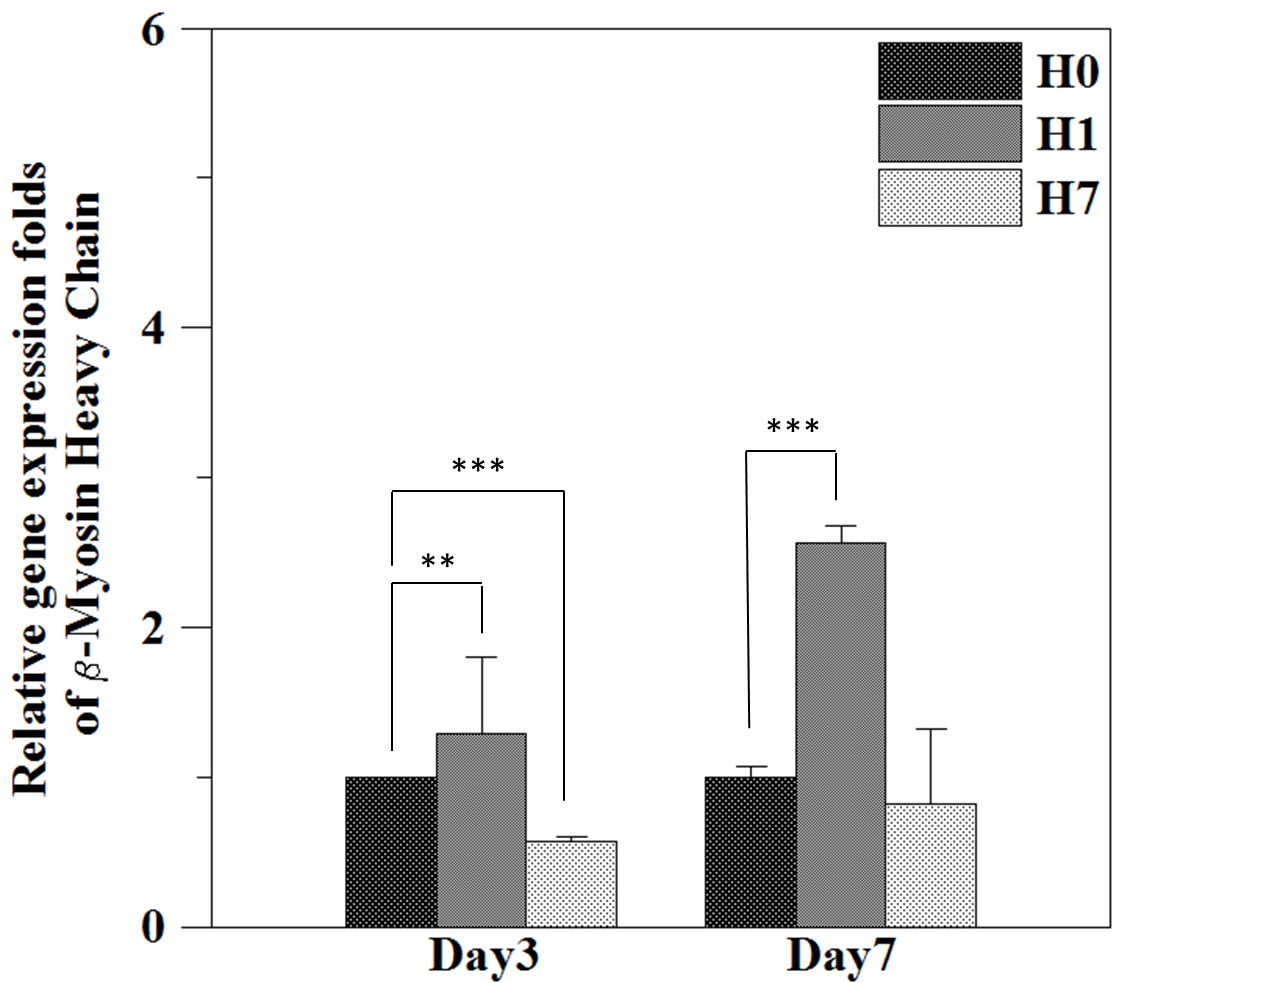 Relative gene expression folds
of β-Myosin Heavy Chain
6
4
2
0
H0
H1
H7
***
**
***
Day3
Day7